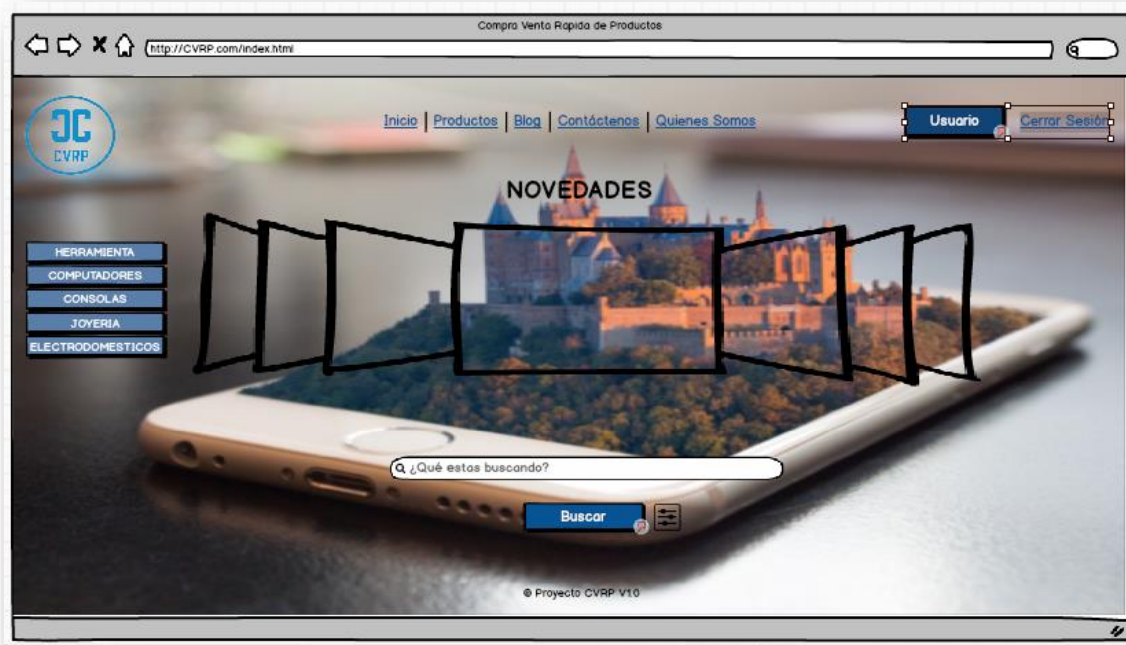 Compra Venta Rapida de Productos
http://CVRP.com/index.html
CVRP
Inicio | Productos | Blog | Contáctenos | Quienes Somos
Usuario
Cerrar Sesión
NOVEDADES
HERRAMIENTA
COMPUTADORES
CONSOLAS
JOYERIA
ELECTRODOMESTICOS
¿Qué estas buscando?
Buscar
© Proyecto CVRP V1.0